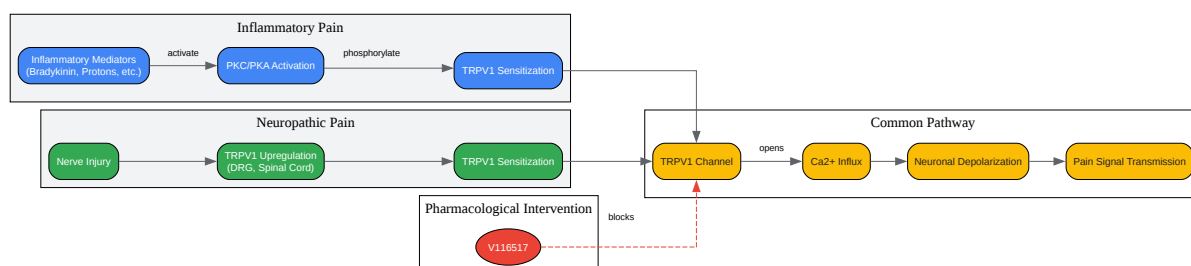 Inflammatory Pain
Inflammatory Mediators
(Bradykinin, Protons, etc.)
activate
PKC/PKA Activation
phosphorylate
TRPV1 Sensitization
Neuropathic Pain
Nerve Injury
TRPV1 Upregulation
(DRG, Spinal Cord)
TRPV1 Sensitization
Common Pathway
TRPV1 Channel
opens
Ca2+ Influx
Neuronal Depolarization
Pain Signal Transmission
Pharmacological Intervention
V116517
blocks